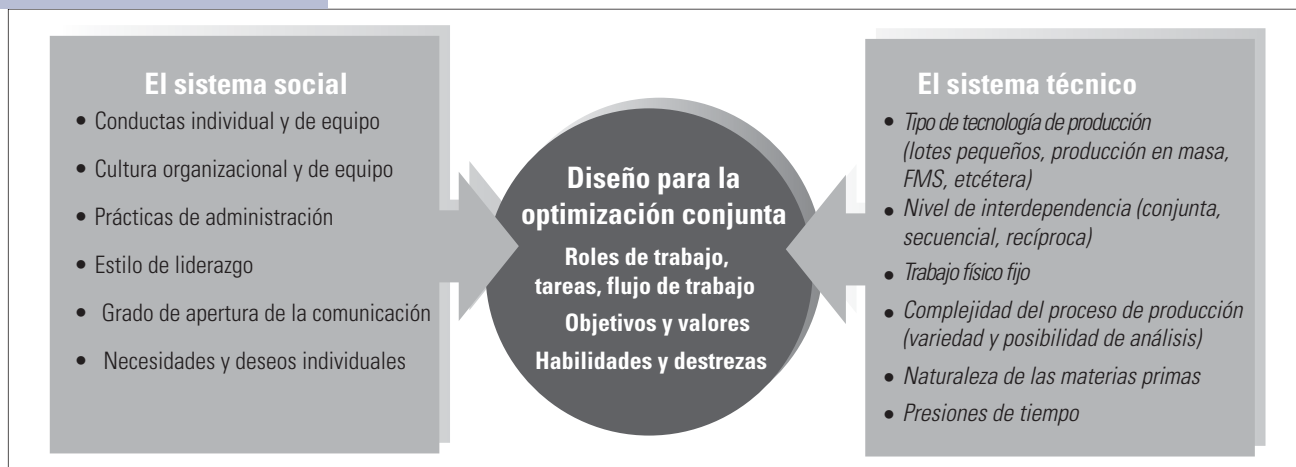 El sistema social
• Conductas individual y de equipo
• Cultura organizacional y de equipo
• Prácticas de administración
• Estilo de liderazgo
• Grado de apertura de la comunicación
• Necesidades y deseos individuales
Diseño para la
optimización conjunta
Roles de trabajo,
tareas, flujo de trabajo
Objetivos y valores
Habilidades y destrezas
El sistema técnico
• Tipo de tecnología de producción
(lotes pequeños, producción en masa,
FMS, etcétera)
• Nivel de interdependencia (conjunta,
secuencial, recíproca)
• Trabajo físico fijo
• Complejidad del proceso de producción
(variedad y posibilidad de análisis)
• Naturaleza de las materias primas
• Presiones de tiempo